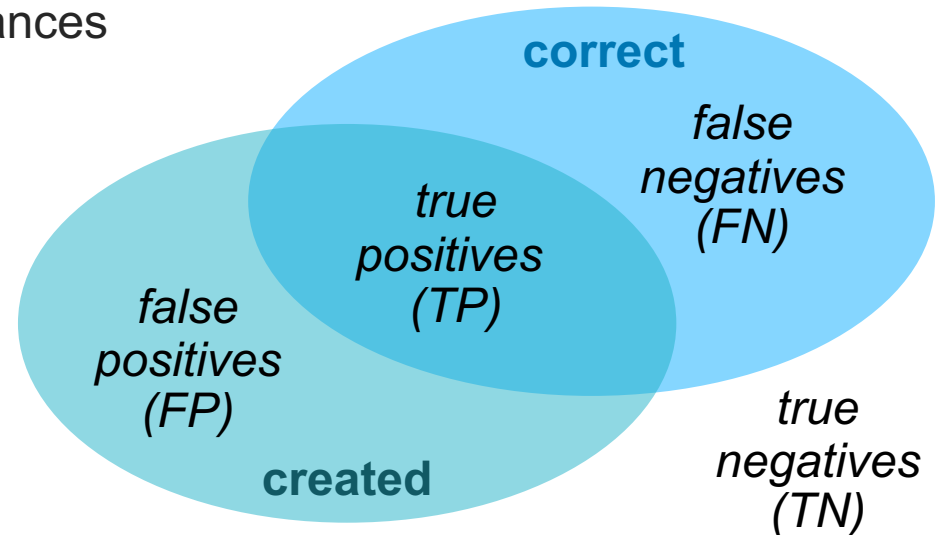 ances
correct
false
negatives
(FN)
true
positives
(TP)
false
positives
(FP)
created
true
negatives
(TN)